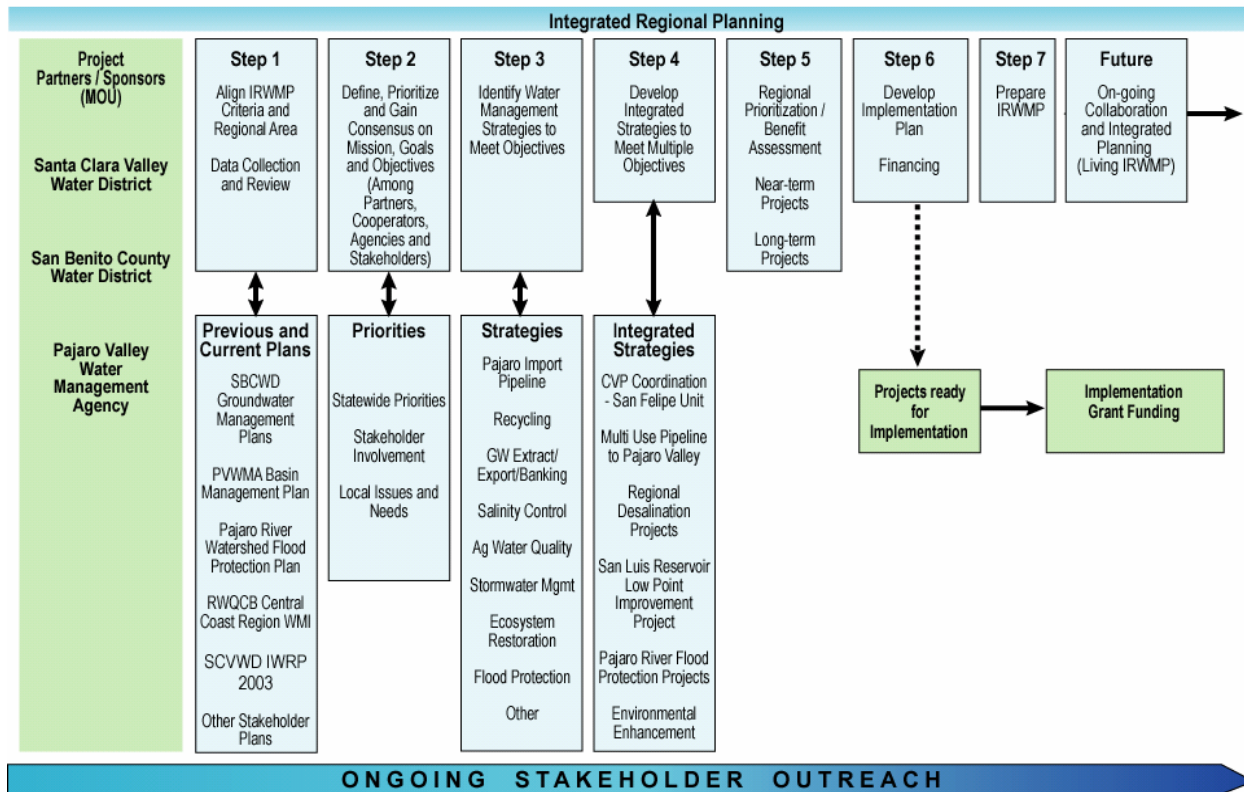 Integrated Regional Planning
Project
Partners / Sponsors
(MOU)
Santa Clara Valley
Water District
San Benito County
Water District
Pajaro Valley
Water
Management
Agency
Step 1
Align IRWMP
Criteria and
Regional Area
Data Collection
and Review
Step 2
Define, Prioritize
and Gain
Consensus on
Mission, Goals
and Objectives
(Among
Partners,
Cooperators,
Agencies and
Stakeholders)
Step 3
Identify Water
Management
Strategies to
Meet Objectives
Step 4
Develop
Integrated
Strategies to
Meet Multiple
Objectives
Step 5
Regional
Prioritization /
Benefit
Assessment
Near-term
Projects
Long-term
Projects
Step 6
Develop
Implementation
Plan
Financing
Step 7
Prepare
IRWMP
Future
On-going
Collaboration
and Integrated
Planning
(Living IRWMP)
Previous and
Current Plans
SBCWD
Groundwater
Management
Plans
PVWMA Basin
Management Plan
Pajaro River
Watershed Flood
Protection Plan
RWQCB Central
Coast Region WMI
SCVWD IWRP
2003
Other Stakeholder
Plans
Priorities
Statewide Priorities
Stakeholder
Involvement
Local Issues and
Needs
Strategies
Pajaro Import
Pipeline
Recycling
GW Extract/
Export/Banking
Salinity Control
Ag Water Quality
Stormwater Mgmt
Ecosystem
Restoration
Flood Protection
Other
Integrated
Strategies
CVP Coordination
- San Felipe Unit
Multi Use Pipeline
to Pajaro Valley
Regional
Desalination
Projects
San Luis Reservoir
Low Point
Improvement
Project
Pajaro River Flood
Protection Projects
Environmental
Enhancement
Projects ready
for
Implementation
Implementation
Grant Funding
ONGOING STAKEHOLDER OUTREACH